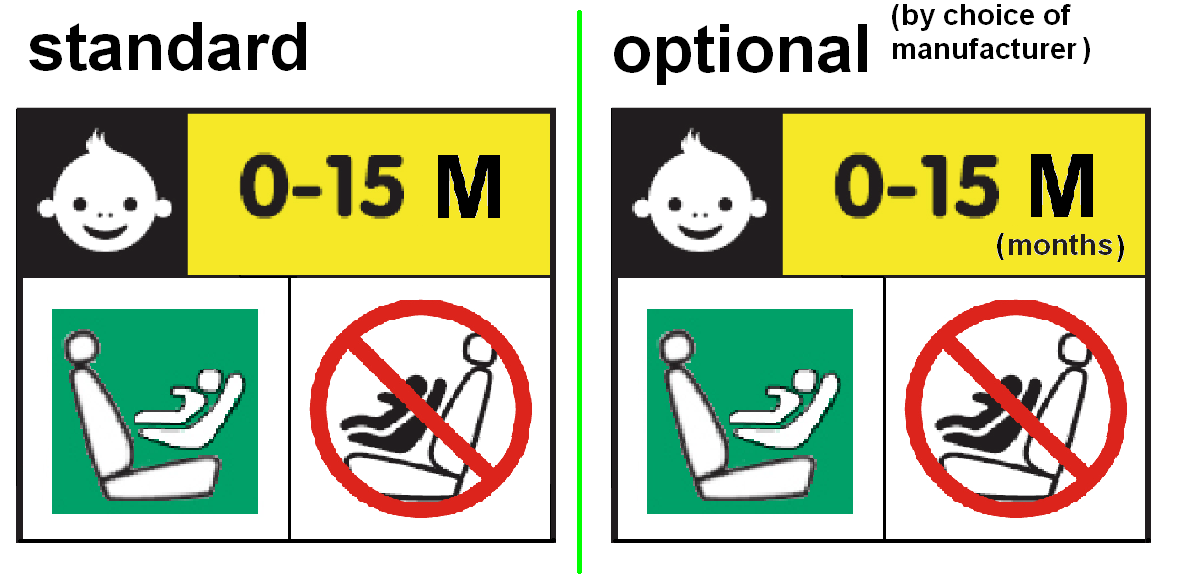 standard
0-15 M
optional (by choice of
manufacturer)
0-15 M
(months)